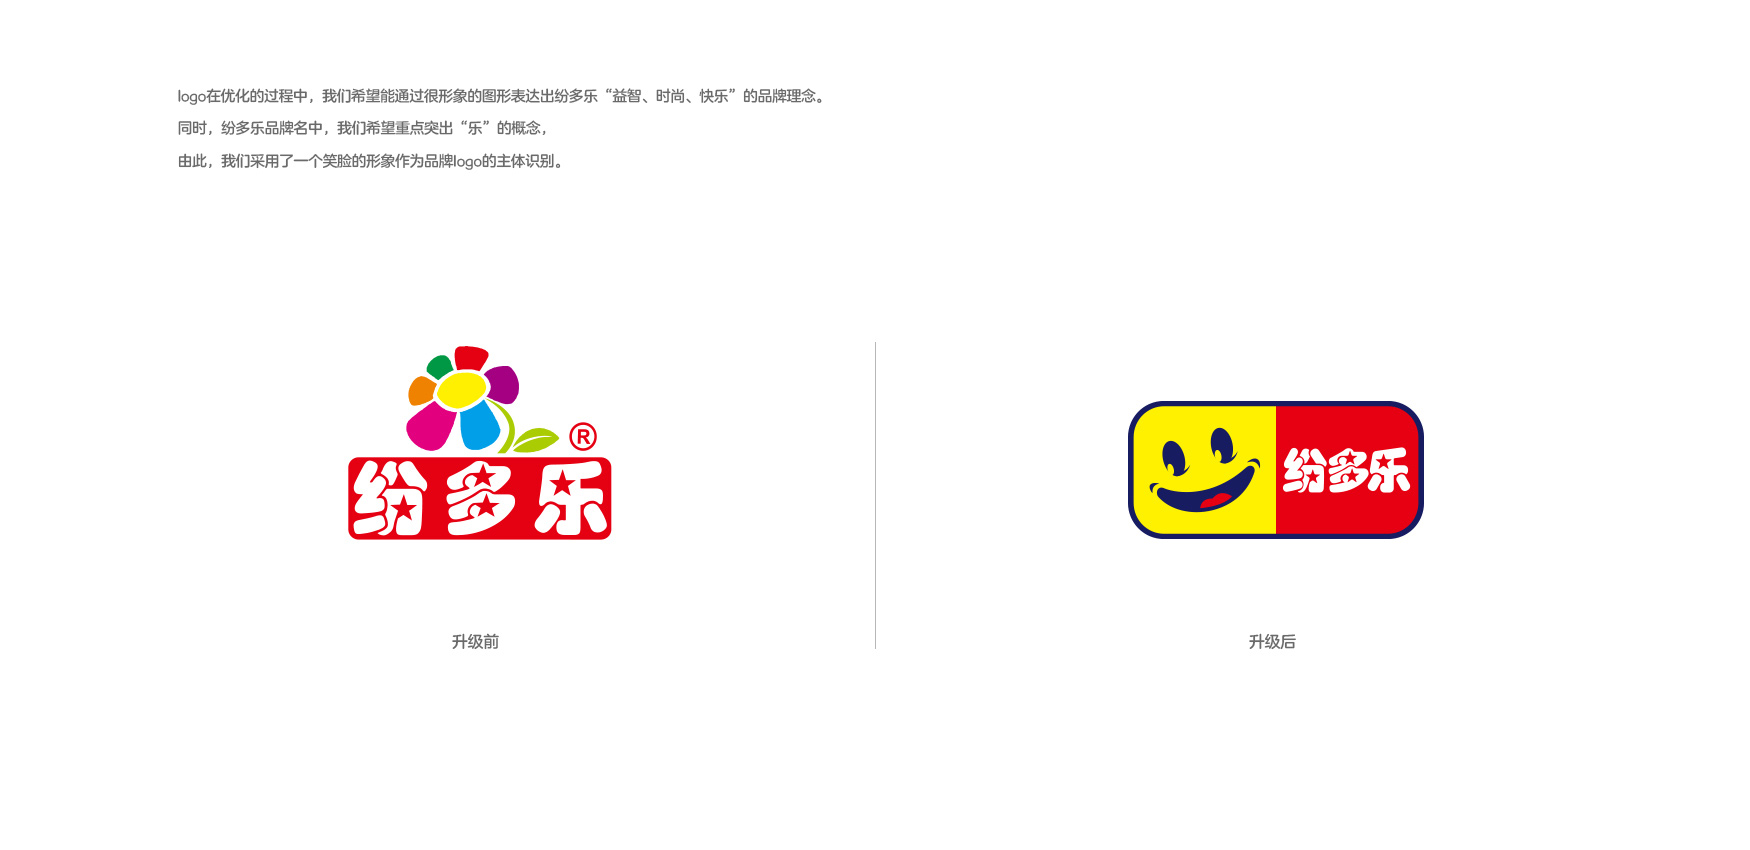 logo在优化的过程中，我们希望能通过很形象的图形表达出纷多乐“益智、时尚、快乐”的品牌理念。
同时，纷多乐品牌名中，我们希望重点突出“乐”的概念，
由此，我们采用了一个笑脸的形象作为品牌logo的主体识别。
®
纷多乐
纷多乐
升级前
升级后